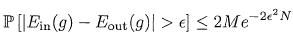 ℙ [|E_in(g) − E_out(g)| > ϵ] ≤ 2Me^{−2ϵ²N}